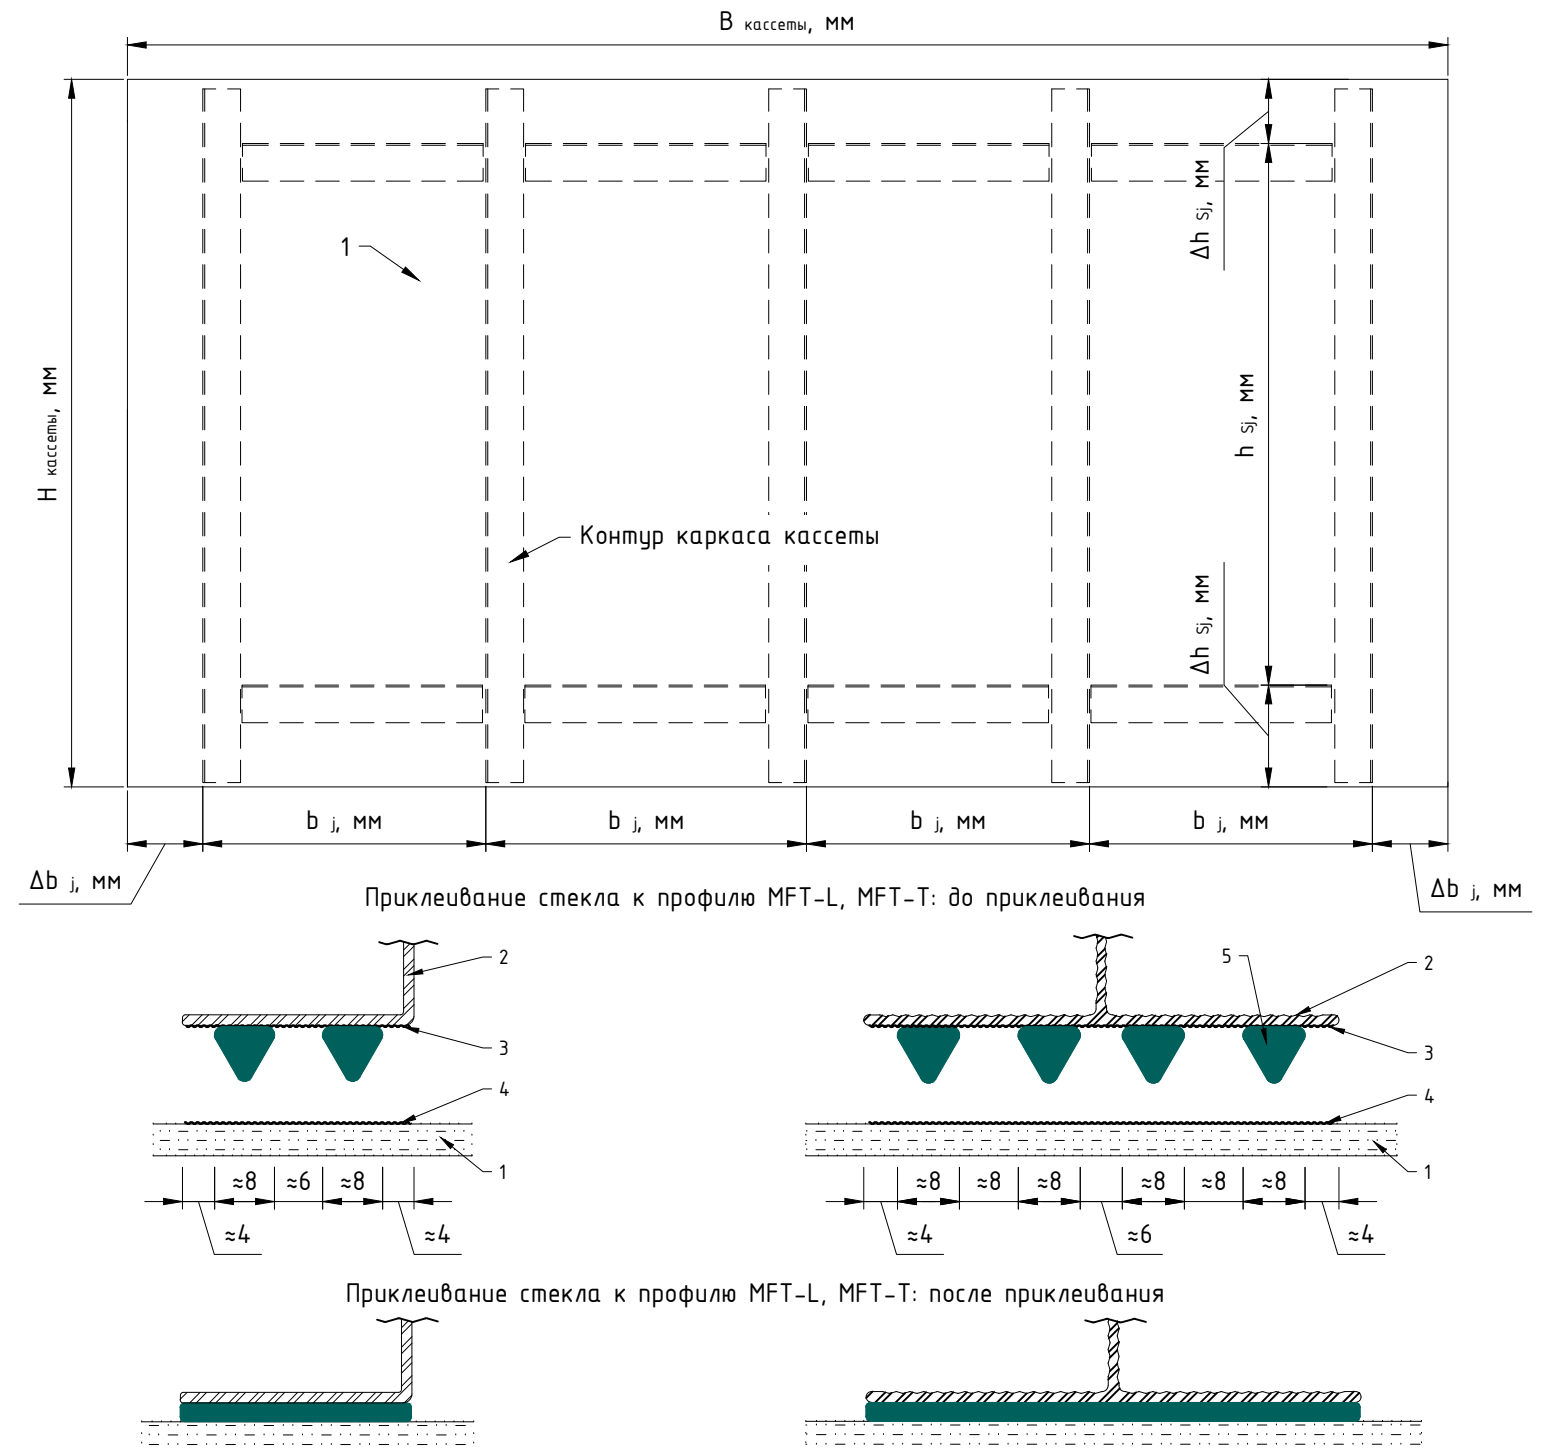 B кассеты, мм
Δh Sj, мм
1
H кассеты, мм
h Sj, мм
Контур каркаса кассеты
Δh Sj, мм
b j, мм
b j, мм
b j, мм
b j, мм
Δb j, мм
Δb j, мм
Приклеивание стекла к профилю MFT-L, MFT-T: до приклеивания
2
3
4
1
≈8
≈6
≈8
≈4
≈4
5
2
3
4
1
≈8
≈8
≈8
≈8
≈8
≈8
≈4
≈6
≈4
Приклеивание стекла к профилю MFT-L, MFT-T: после приклеивания